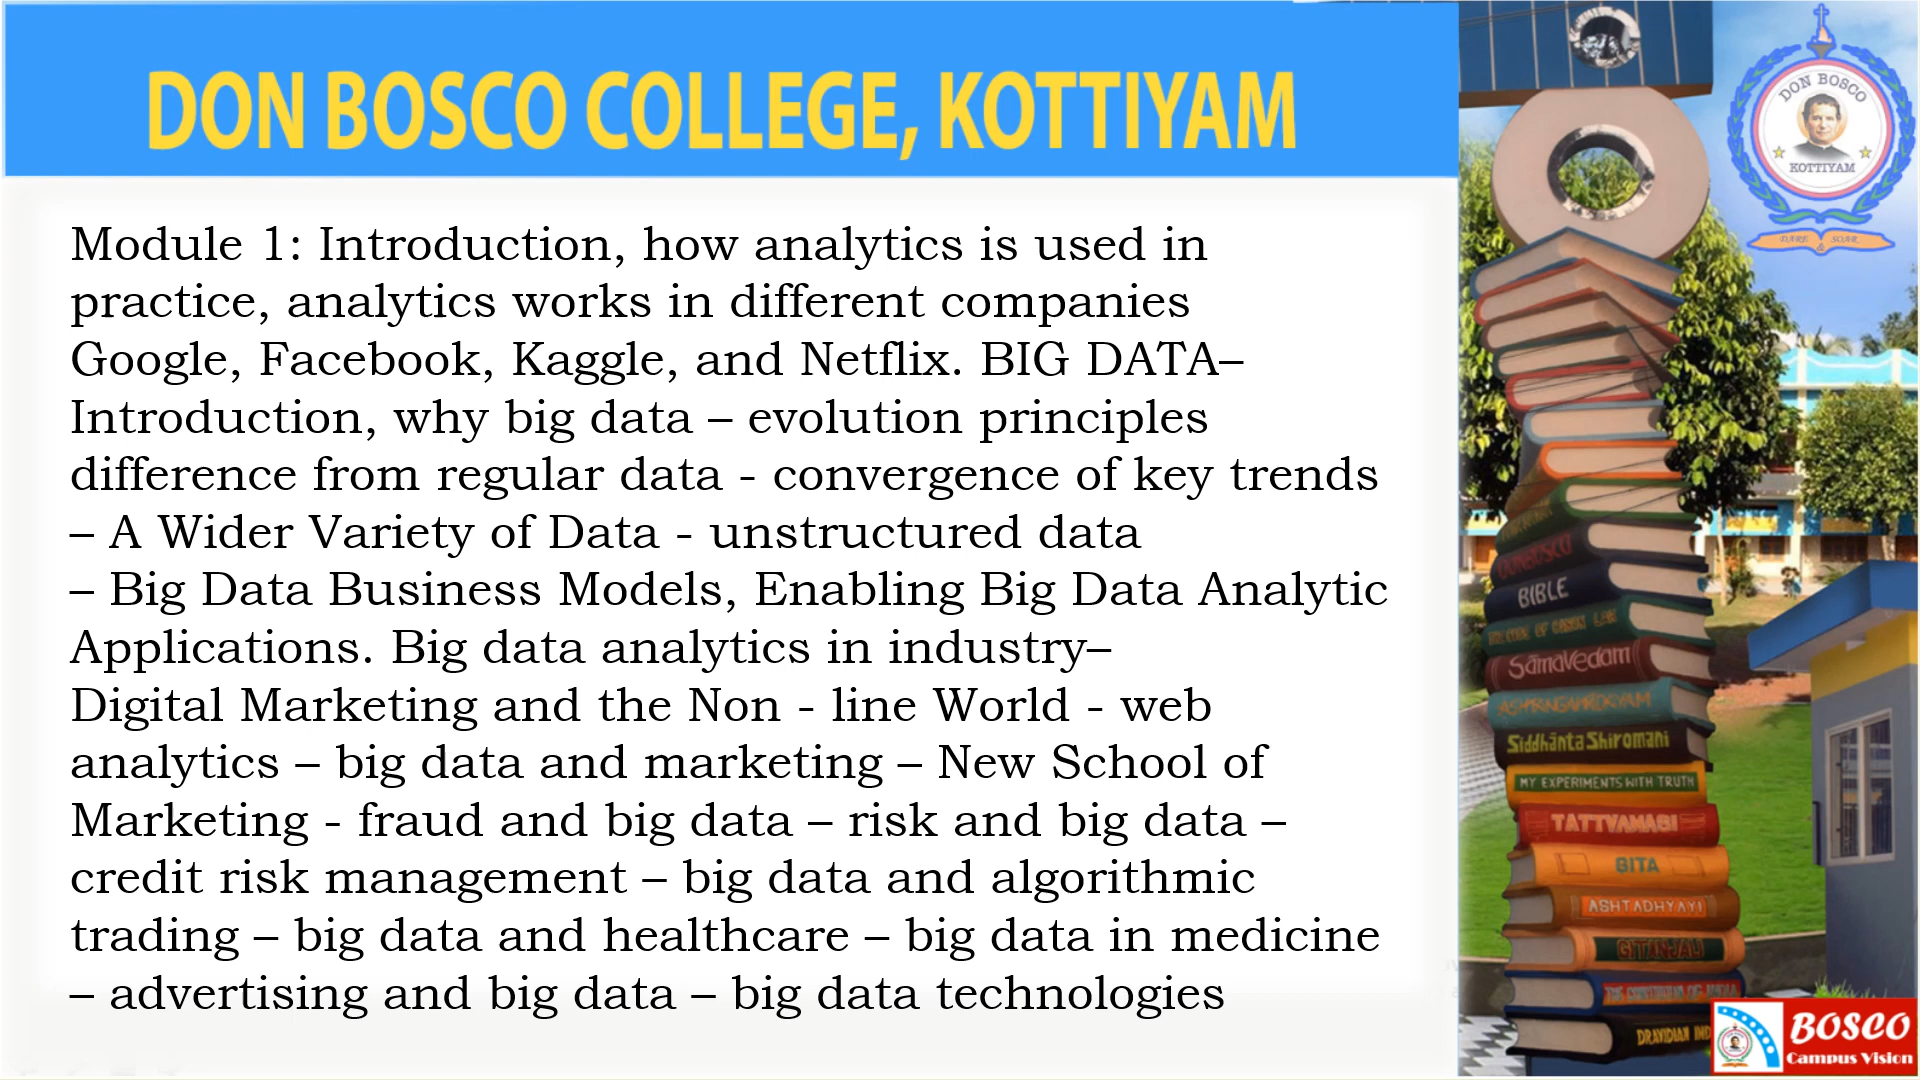 DON BOSCO COLLEGE, KOTTIYAM
DON BOSCO
KOTTIYAM
DARE & SOAR
Module 1: Introduction, how analytics is used in
practice, analytics works in different companies
Google, Facebook, Kaggle, and Netflix. BIG DATA–
Introduction, why big data – evolution principles
difference from regular data - convergence of key trends
– A Wider Variety of Data - unstructured data
– Big Data Business Models, Enabling Big Data Analytic
Applications. Big data analytics in industry–
Digital Marketing and the Non - line World - web
analytics – big data and marketing – New School of
Marketing - fraud and big data – risk and big data –
credit risk management – big data and algorithmic
trading – big data and healthcare – big data in medicine
– advertising and big data – big data technologies
BIBLE
SāmaVedam
Siddhānta Shiromani
MY EXPERIMENTS WITH TRUTH
TATTVAMASI
GITA
ASHTADHYAYI
GITANJALI
DRAVIDIAN
BOSCO
Campus Vision